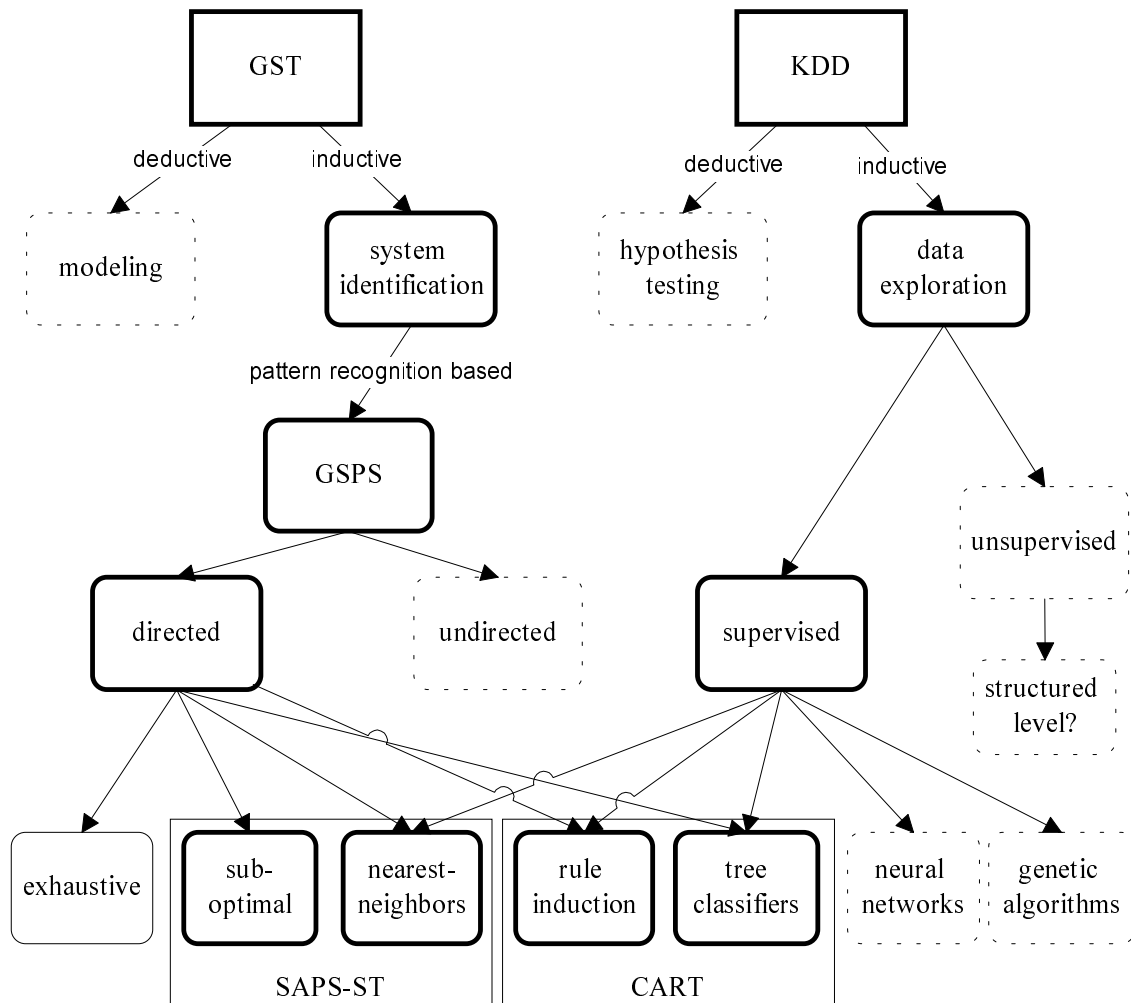 GST
KDD
deductive
inductive
deductive
inductive
modeling
system
identification
hypothesis
testing
data
exploration
pattern recognition based
GSPS
unsupervised
directed
undirected
supervised
structured
level?
exhaustive
sub-
optimal
nearest-
neighbors
rule
induction
tree
classifiers
neural
networks
genetic
algorithms
SAPS-ST
CART